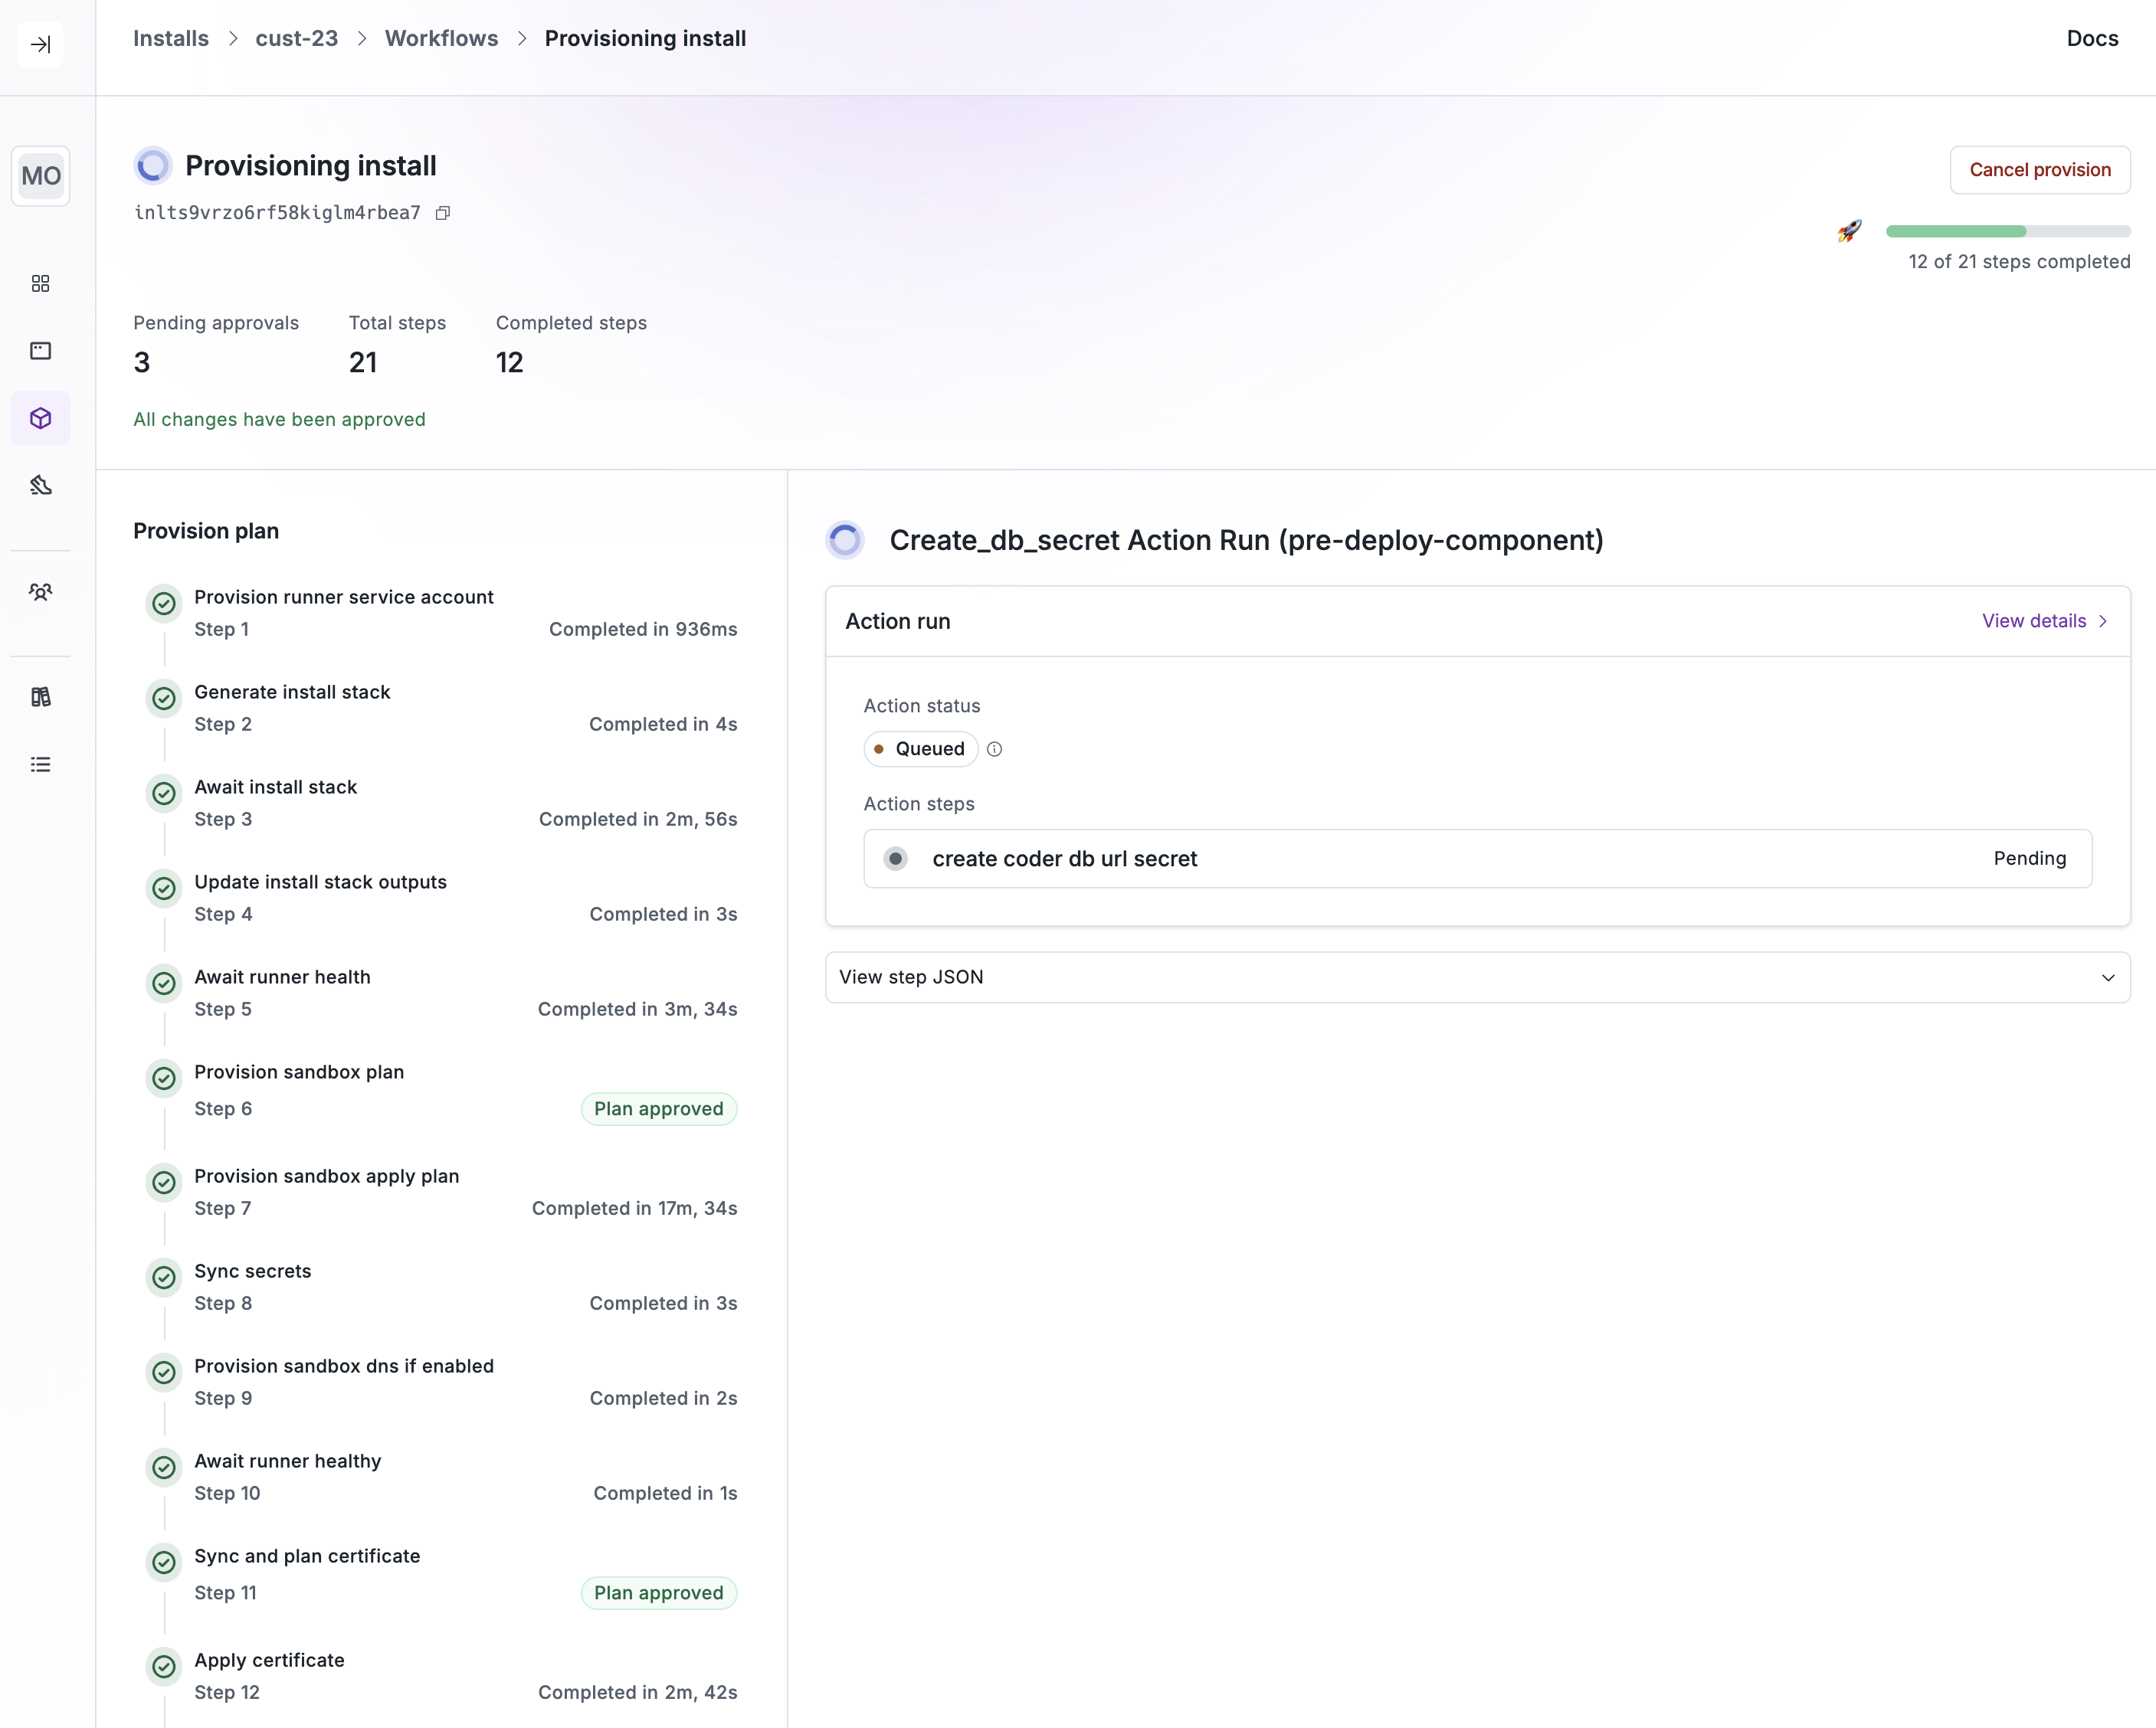 Installs > cust-23 > Workflows > Provisioning install
Docs
MO
Provisioning install
inlts9vrzo6rf58kiglm4rbea7
Cancel provision
🚀
12 of 21 steps completed
Pending approvals
3
Total steps
21
Completed steps
12
All changes have been approved
Provision plan
Provision runner service account
Step 1
Completed in 936ms
Generate install stack
Step 2
Completed in 4s
Await install stack
Step 3
Completed in 2m, 56s
Update install stack outputs
Step 4
Completed in 3s
Await runner health
Step 5
Completed in 3m, 34s
Provision sandbox plan
Step 6
Plan approved
Provision sandbox apply plan
Step 7
Completed in 17m, 34s
Sync secrets
Step 8
Completed in 3s
Provision sandbox dns if enabled
Step 9
Completed in 2s
Await runner healthy
Step 10
Completed in 1s
Sync and plan certificate
Step 11
Plan approved
Apply certificate
Step 12
Completed in 2m, 42s
Create_db_secret Action Run (pre-deploy-component)
Action run
View details >
Action status
Queued
Action steps
create coder db url secret
Pending
View step JSON